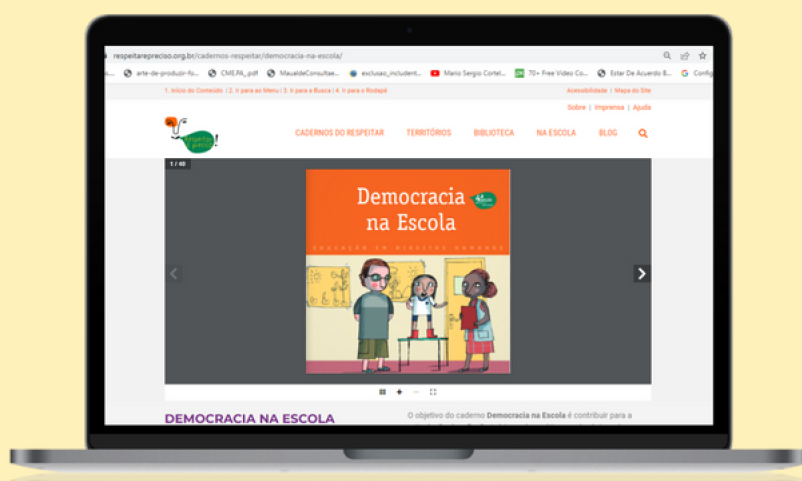 respeitarepreciso.org.br/cadernos-respeitar/democracia-na-escola/
arte-de-produzir-fo... CMEPA_.pdf MaualdeConsultae... exclusao_includent... Mario Sergio Cortel... 70+ Free Video Co... Estar De Acuerdo E... Config
1. Início do Conteúdo | 2. Ir para ao Menu | 3. Ir para a Busca | 4. Ir para o Rodapé Acessibilidade | Mapa do Site
Sobre | Imprensa | Ajuda
Respeitar é preciso!
CADERNOS DO RESPEITAR TERRITÓRIOS BIBLIOTECA NA ESCOLA BLOG
1 / 40
Democracia
na Escola
EDUCAÇÃO EM DIREITOS HUMANOS
DEMOCRACIA NA ESCOLA
O objetivo do caderno Democracia na Escola é contribuir para a